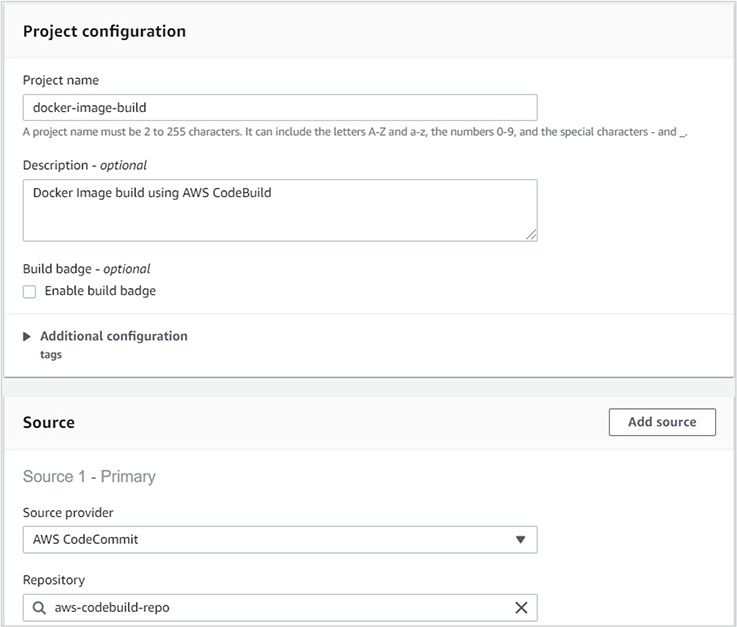 Project configuration
Project name
docker-image-build
A project name must be 2 to 255 characters. It can include the letters A-Z and a-z, the numbers 0-9, and the special characters - and _.
Description - optional
Docker Image build using AWS CodeBuild
Build badge - optional
Enable build badge
Additional configuration
tags
Source
Add source
Source 1 - Primary
Source provider
AWS CodeCommit
Repository
aws-codebuild-repo